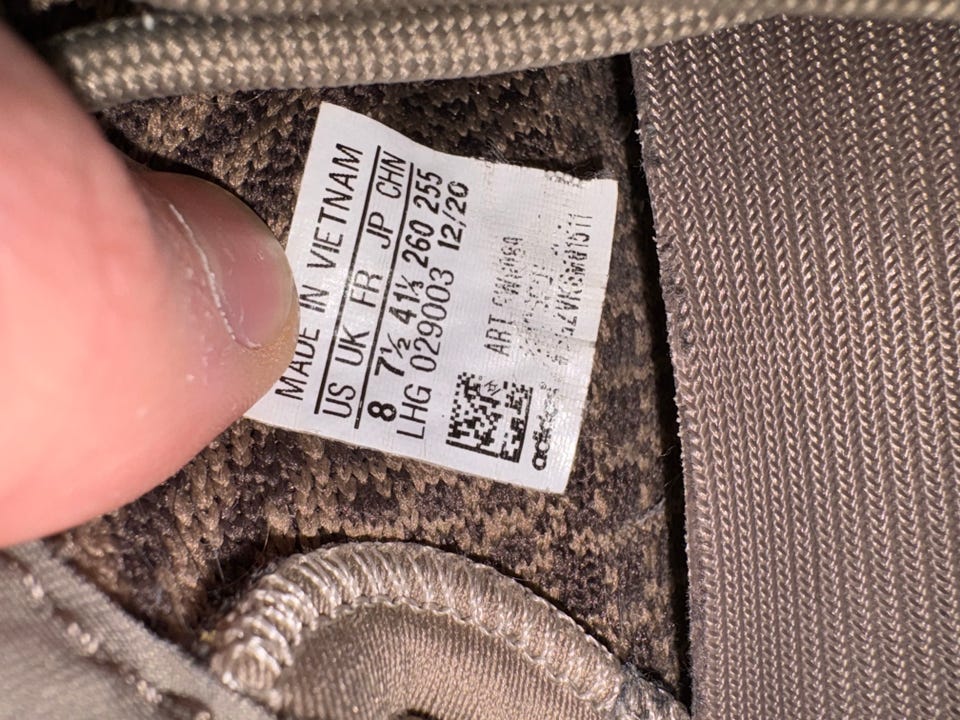 MADE IN VIETNAM
US UK FR JP CHN
8 7½ 41⅓ 260 255
LHG 029003 12/20
ART
adidas